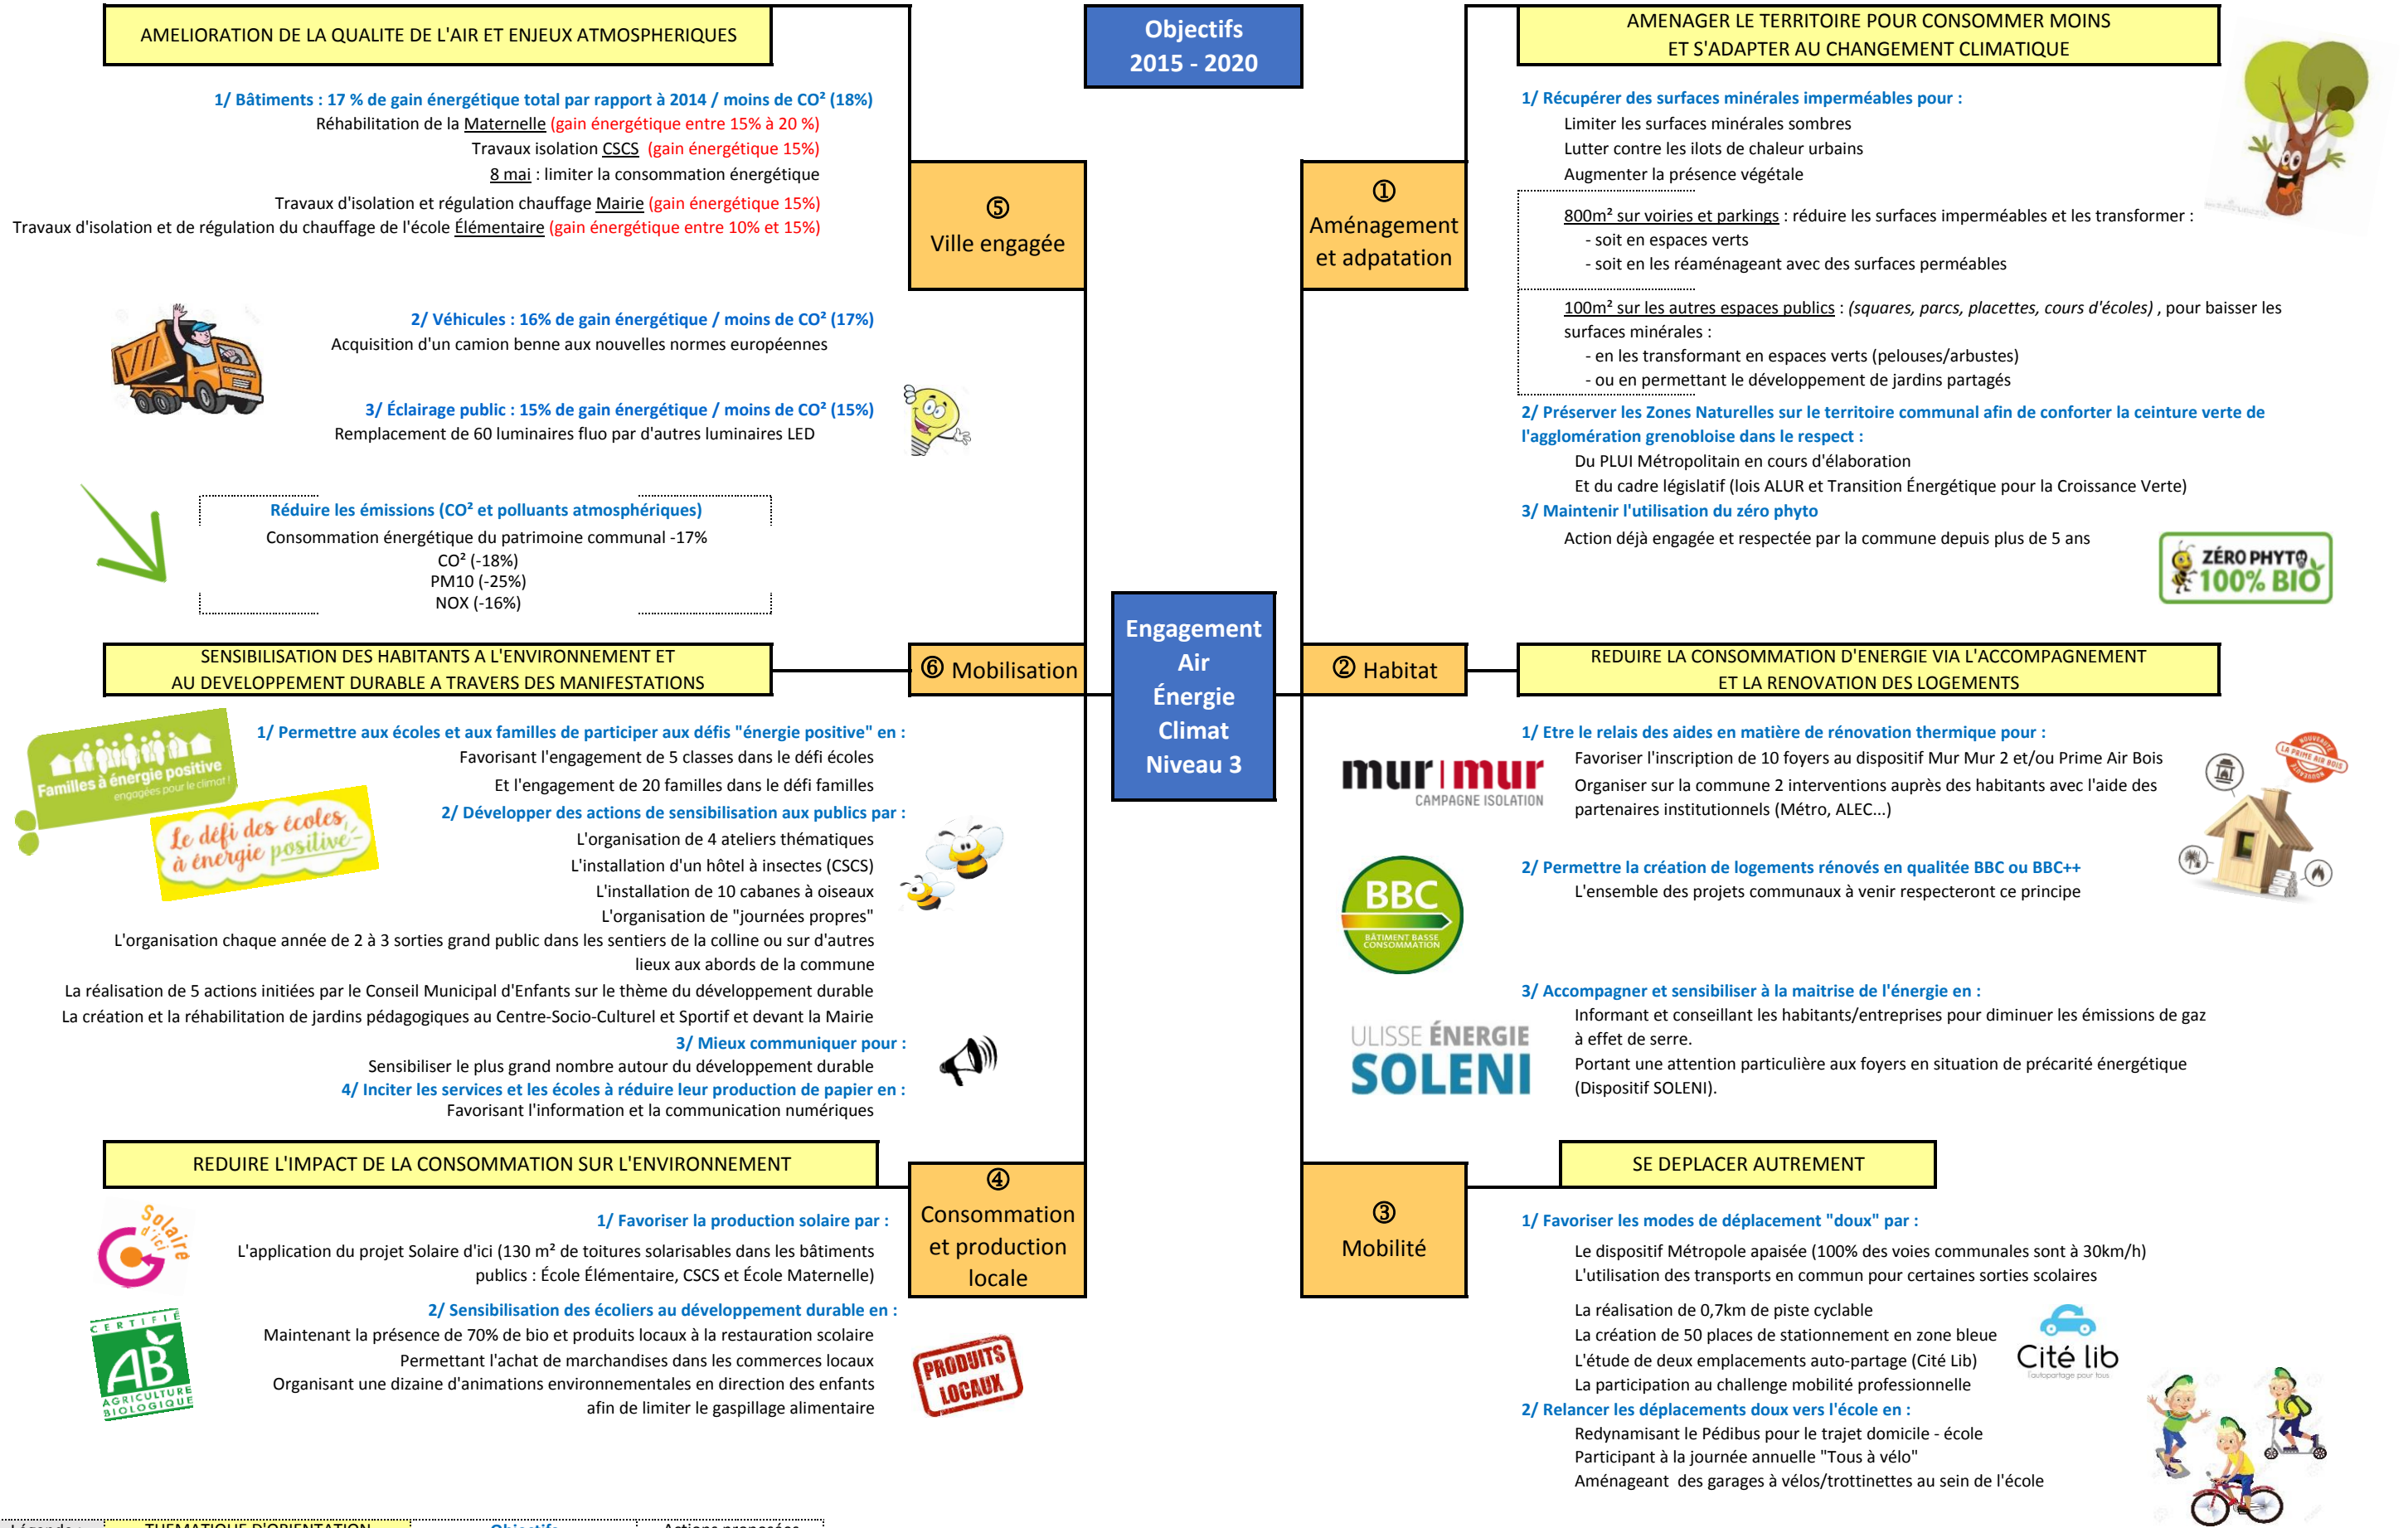 Objectifs
2015 - 2020
Engagement
Air
Énergie
Climat
Niveau 3
①
Aménagement
et adpatation
AMENAGER LE TERRITOIRE POUR CONSOMMER MOINS
ET S'ADAPTER AU CHANGEMENT CLIMATIQUE
1/ Récupérer des surfaces minérales imperméables pour :
Limiter les surfaces minérales sombres
Lutter contre les ilots de chaleur urbains
Augmenter la présence végétale
800m² sur voiries et parkings : réduire les surfaces imperméables et les transformer :
- soit en espaces verts
- soit en les réaménageant avec des surfaces perméables
100m² sur les autres espaces publics : (squares, parcs, placettes, cours d'écoles) , pour baisser les
surfaces minérales :
- en les transformant en espaces verts (pelouses/arbustes)
- ou en permettant le développement de jardins partagés
2/ Préserver les Zones Naturelles sur le territoire communal afin de conforter la ceinture verte de
l'agglomération grenobloise dans le respect :
Du PLUI Métropolitain en cours d'élaboration
Et du cadre législatif (lois ALUR et Transition Énergétique pour la Croissance Verte)
3/ Maintenir l'utilisation du zéro phyto
Action déjà engagée et respectée par la commune depuis plus de 5 ans
ZÉRO PHYTO
100% BIO
② Habitat
REDUIRE LA CONSOMMATION D'ENERGIE VIA L'ACCOMPAGNEMENT
ET LA RENOVATION DES LOGEMENTS
1/ Etre le relais des aides en matière de rénovation thermique pour :
Favoriser l'inscription de 10 foyers au dispositif Mur Mur 2 et/ou Prime Air Bois
Organiser sur la commune 2 interventions auprès des habitants avec l'aide des
partenaires institutionnels (Métro, ALEC...)
mur|mur
CAMPAGNE ISOLATION
NOUVEAUTÉ
LA PRIME AIR BOIS
NOUVEAUTÉ
2/ Permettre la création de logements rénovés en qualitée BBC ou BBC++
L'ensemble des projets communaux à venir respecteront ce principe
BBC
BÂTIMENT BASSE
CONSOMMATION
3/ Accompagner et sensibiliser à la maitrise de l'énergie en :
Informant et conseillant les habitants/entreprises pour diminuer les émissions de gaz
à effet de serre.
Portant une attention particulière aux foyers en situation de précarité énergétique
(Dispositif SOLENI).
ULISSE ÉNERGIE
SOLENI
③
Mobilité
SE DEPLACER AUTREMENT
1/ Favoriser les modes de déplacement "doux" par :
Le dispositif Métropole apaisée (100% des voies communales sont à 30km/h)
L'utilisation des transports en commun pour certaines sorties scolaires
La réalisation de 0,7km de piste cyclable
La création de 50 places de stationnement en zone bleue
L'étude de deux emplacements auto-partage (Cité Lib)
La participation au challenge mobilité professionnelle
Cité lib
l'autopartage pour tous
2/ Relancer les déplacements doux vers l'école en :
Redynamisant le Pédibus pour le trajet domicile - école
Participant à la journée annuelle "Tous à vélo"
Aménageant des garages à vélos/trottinettes au sein de l'école
④
Consommation
et production
locale
REDUIRE L'IMPACT DE LA CONSOMMATION SUR L'ENVIRONNEMENT
Solaire
d'ici
1/ Favoriser la production solaire par :
L'application du projet Solaire d'ici (130 m² de toitures solarisables dans les bâtiments
publics : École Élémentaire, CSCS et École Maternelle)
2/ Sensibilisation des écoliers au développement durable en :
Maintenant la présence de 70% de bio et produits locaux à la restauration scolaire
Permettant l'achat de marchandises dans les commerces locaux
Organisant une dizaine d'animations environnementales en direction des enfants
afin de limiter le gaspillage alimentaire
CERTIFIÉ
AB
AGRICULTURE
BIOLOGIQUE
PRODUITS
LOCAUX
⑤
Ville engagée
AMELIORATION DE LA QUALITE DE L'AIR ET ENJEUX ATMOSPHERIQUES
1/ Bâtiments : 17 % de gain énergétique total par rapport à 2014 / moins de CO² (18%)
Réhabilitation de la Maternelle (gain énergétique entre 15% à 20 %)
Travaux isolation CSCS (gain énergétique 15%)
8 mai : limiter la consommation énergétique
Travaux d'isolation et régulation chauffage Mairie (gain énergétique 15%)
Travaux d'isolation et de régulation du chauffage de l'école Élémentaire (gain énergétique entre 10% et 15%)
2/ Véhicules : 16% de gain énergétique / moins de CO² (17%)
Acquisition d'un camion benne aux nouvelles normes européennes
3/ Éclairage public : 15% de gain énergétique / moins de CO² (15%)
Remplacement de 60 luminaires fluo par d'autres luminaires LED
Réduire les émissions (CO² et polluants atmosphériques)
Consommation énergétique du patrimoine communal -17%
CO² (-18%)
PM10 (-25%)
NOX (-16%)
⑥ Mobilisation
SENSIBILISATION DES HABITANTS A L'ENVIRONNEMENT ET
AU DEVELOPPEMENT DURABLE A TRAVERS DES MANIFESTATIONS
Familles à énergie positive
engagées pour le climat !
Le défi des écoles
à énergie positive
1/ Permettre aux écoles et aux familles de participer aux défis "énergie positive" en :
Favorisant l'engagement de 5 classes dans le défi écoles
Et l'engagement de 20 familles dans le défi familles
2/ Développer des actions de sensibilisation aux publics par :
L'organisation de 4 ateliers thématiques
L'installation d'un hôtel à insectes (CSCS)
L'installation de 10 cabanes à oiseaux
L'organisation de "journées propres"
L'organisation chaque année de 2 à 3 sorties grand public dans les sentiers de la colline ou sur d'autres
lieux aux abords de la commune
La réalisation de 5 actions initiées par le Conseil Municipal d'Enfants sur le thème du développement durable
La création et la réhabilitation de jardins pédagogiques au Centre-Socio-Culturel et Sportif et devant la Mairie
3/ Mieux communiquer pour :
Sensibiliser le plus grand nombre autour du développement durable
4/ Inciter les services et les écoles à réduire leur production de papier en :
Favorisant l'information et la communication numériques
Légende :
THEMATIQUE D'ORIENTATION
Objectifs
Actions proposées